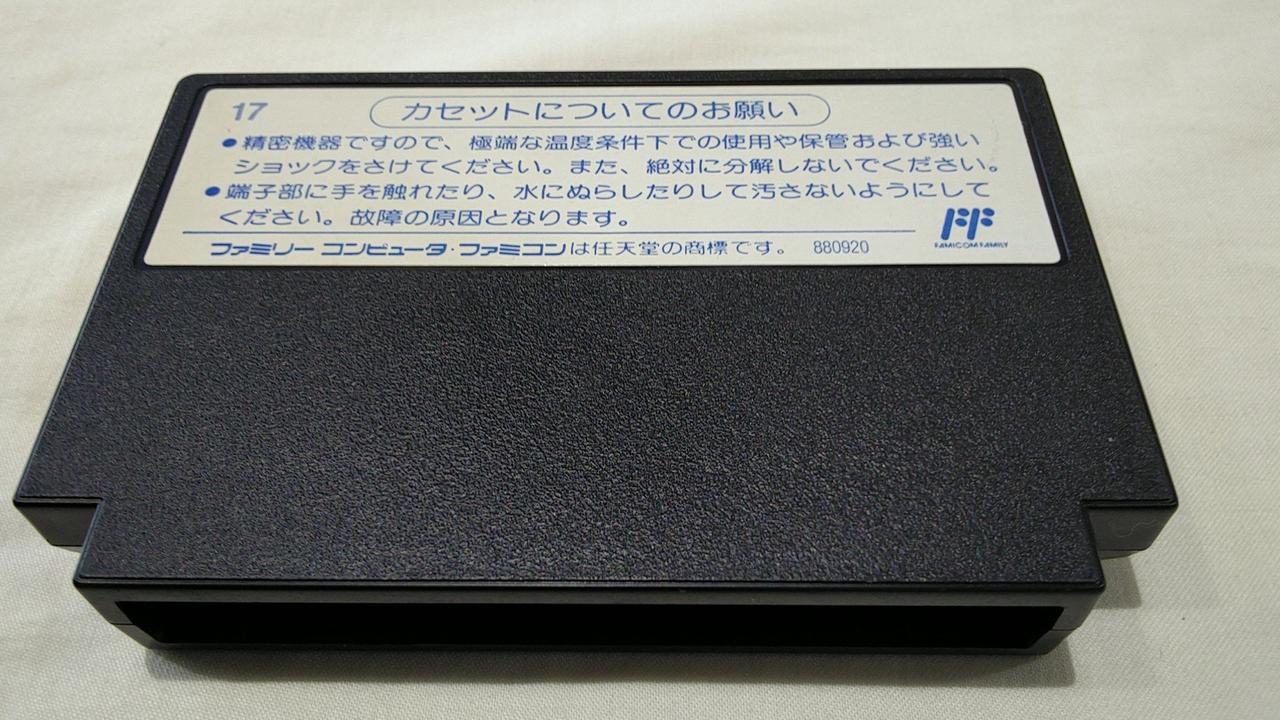 17
カセットについてのお願い
●精密機器ですので、極端な温度条件下での使用や保管および強い
ショックをさけてください。また、絶対に分解しないでください。
●端子部に手を触れたり、水にぬらしたりして汚さないようにして
ください。故障の原因となります。
ファミリー コンピュータ・ファミコンは任天堂の商標です。 880920
FAMICOM FAMILY